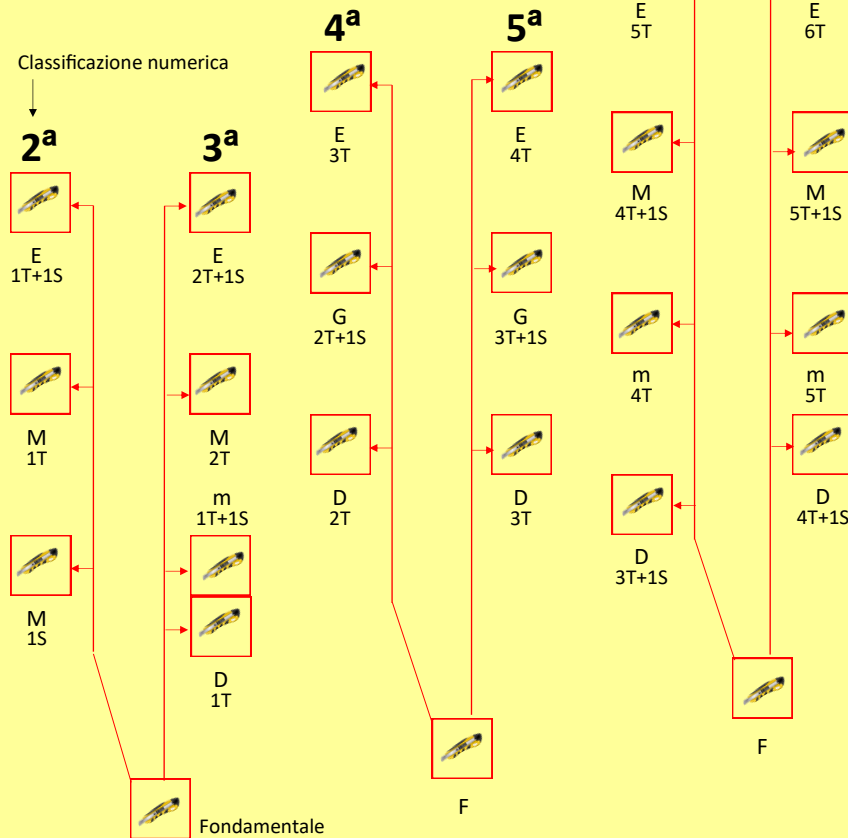 Classificazione numerica
2ª
E
1T+1S
M
1T
M
1S
3ª
E
2T+1S
M
2T
m
1T+1S
D
1T
Fondamentale
4ª
E
3T
G
2T+1S
D
2T
5ª
E
4T
G
3T+1S
D
3T
F
E
5T
M
4T+1S
m
4T
D
3T+1S
E
6T
M
5T+1S
m
5T
D
4T+1S
F